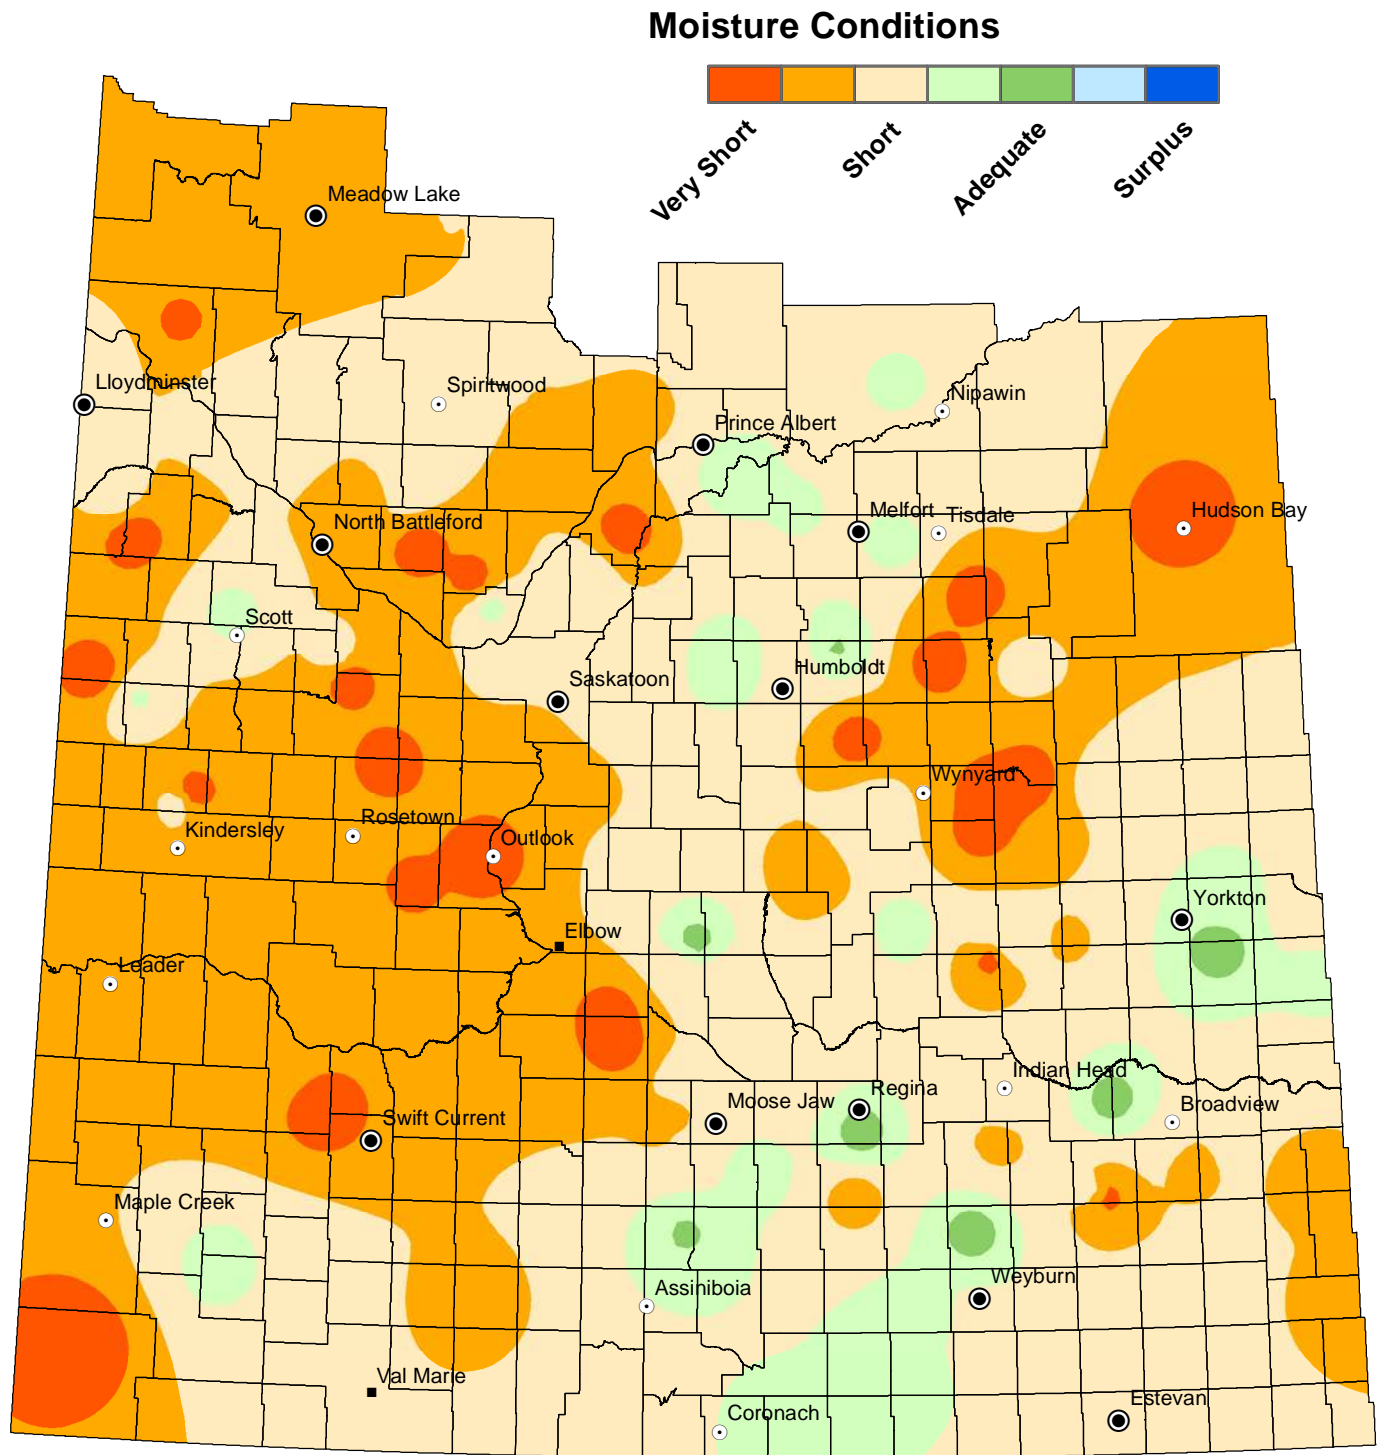 Moisture Conditions
Very Short
Short
Adequate
Surplus
Meadow Lake
Lloydminster
Spiritwood
Nipawin
Prince Albert
North Battleford
Melfort
Tisdale
Hudson Bay
Scott
Saskatoon
Humboldt
Wynyard
Kindersley
Rosetown
Outlook
Yorkton
Elbow
Leader
Indian Head
Regina
Moose Jaw
Broadview
Swift Current
Maple Creek
Weyburn
Assiniboia
Val Marie
Estevan
Coronach